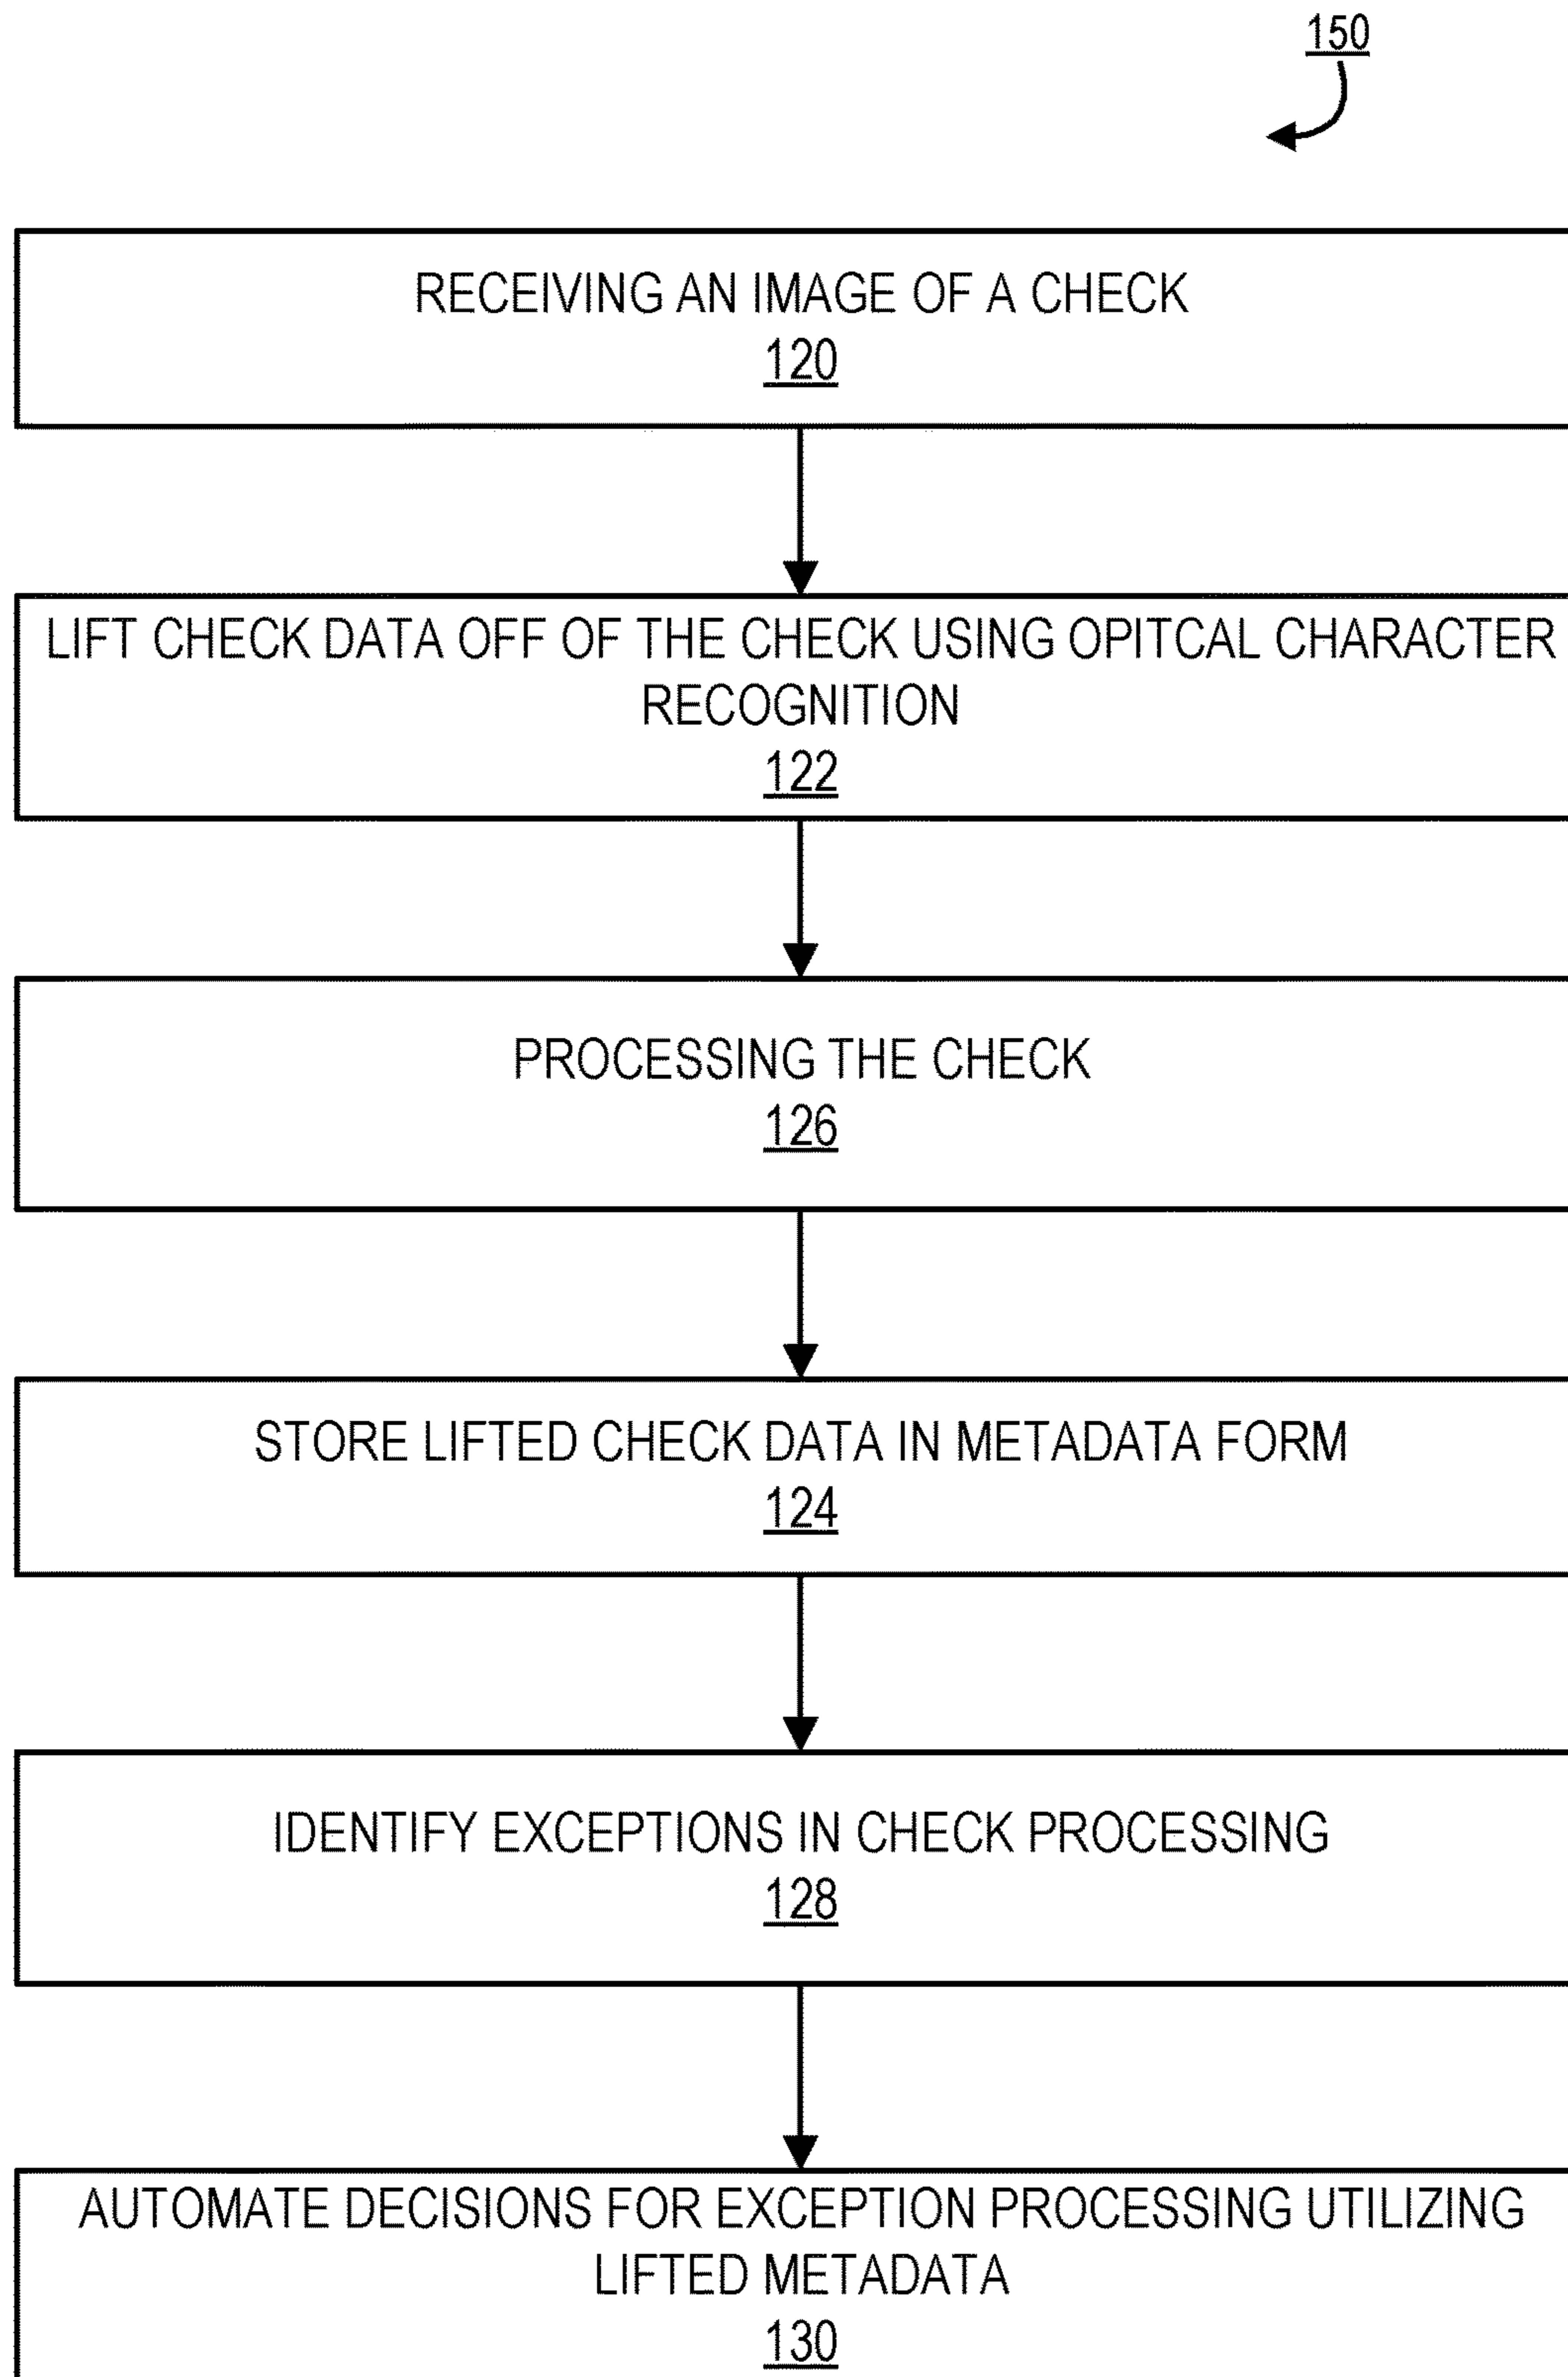 150
RECEIVING AN IMAGE OF A CHECK
120
LIFT CHECK DATA OFF OF THE CHECK USING OPITCAL CHARACTER
RECOGNITION
122
PROCESSING THE CHECK
126
STORE LIFTED CHECK DATA IN METADATA FORM
124
IDENTIFY EXCEPTIONS IN CHECK PROCESSING
128
AUTOMATE DECISIONS FOR EXCEPTION PROCESSING UTILIZING
LIFTED METADATA
130